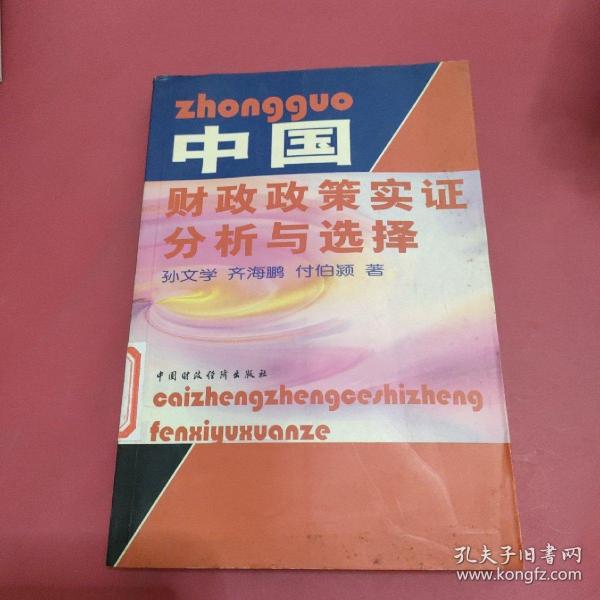 zhongguo
中国
财政政策实证
分析与选择
孙文学 齐海鹏 付伯颍 著
中国财政经济出版社
caizhengzhengceshizheng
fenxiyuxuanze
孔夫子旧书网
www.kongfz.com